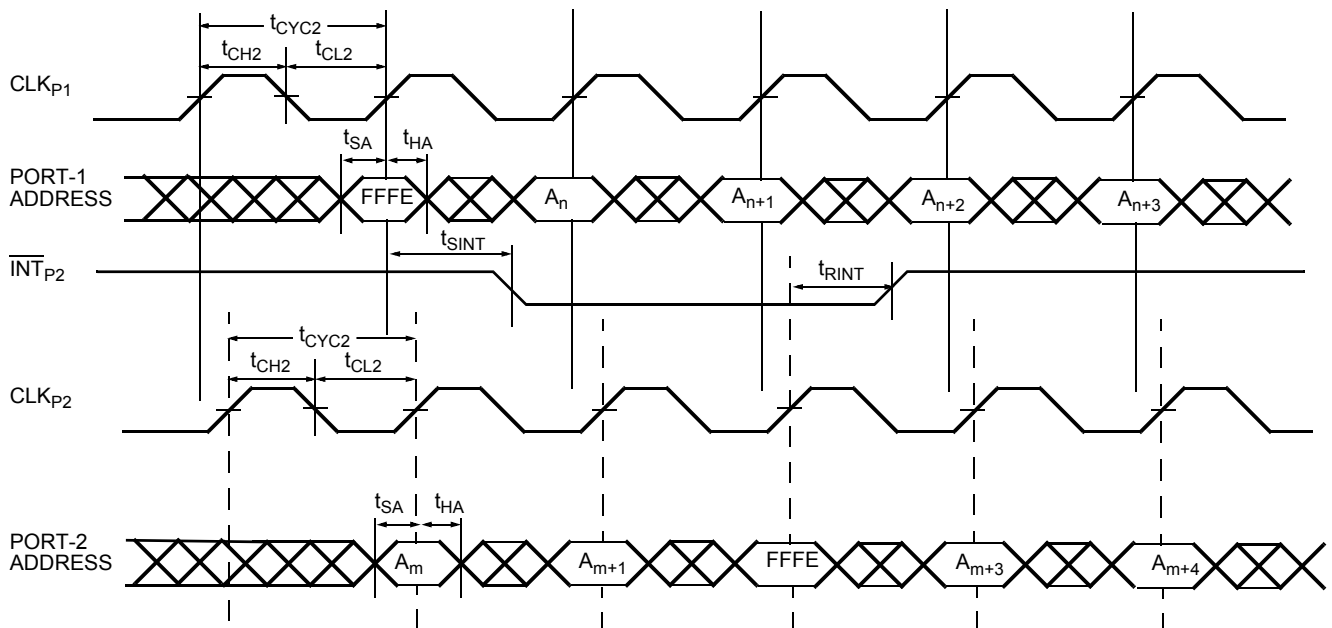 tCYC2
tCH2 tCL2
CLKP1
tSA tHA
PORT-1
ADDRESS
FFFE An An+1 An+2 An+3
tSINT
INTP2
tRINT
tCYC2
tCH2 tCL2
CLKP2
tSA tHA
PORT-2
ADDRESS
Am Am+1 FFFE Am+3 Am+4